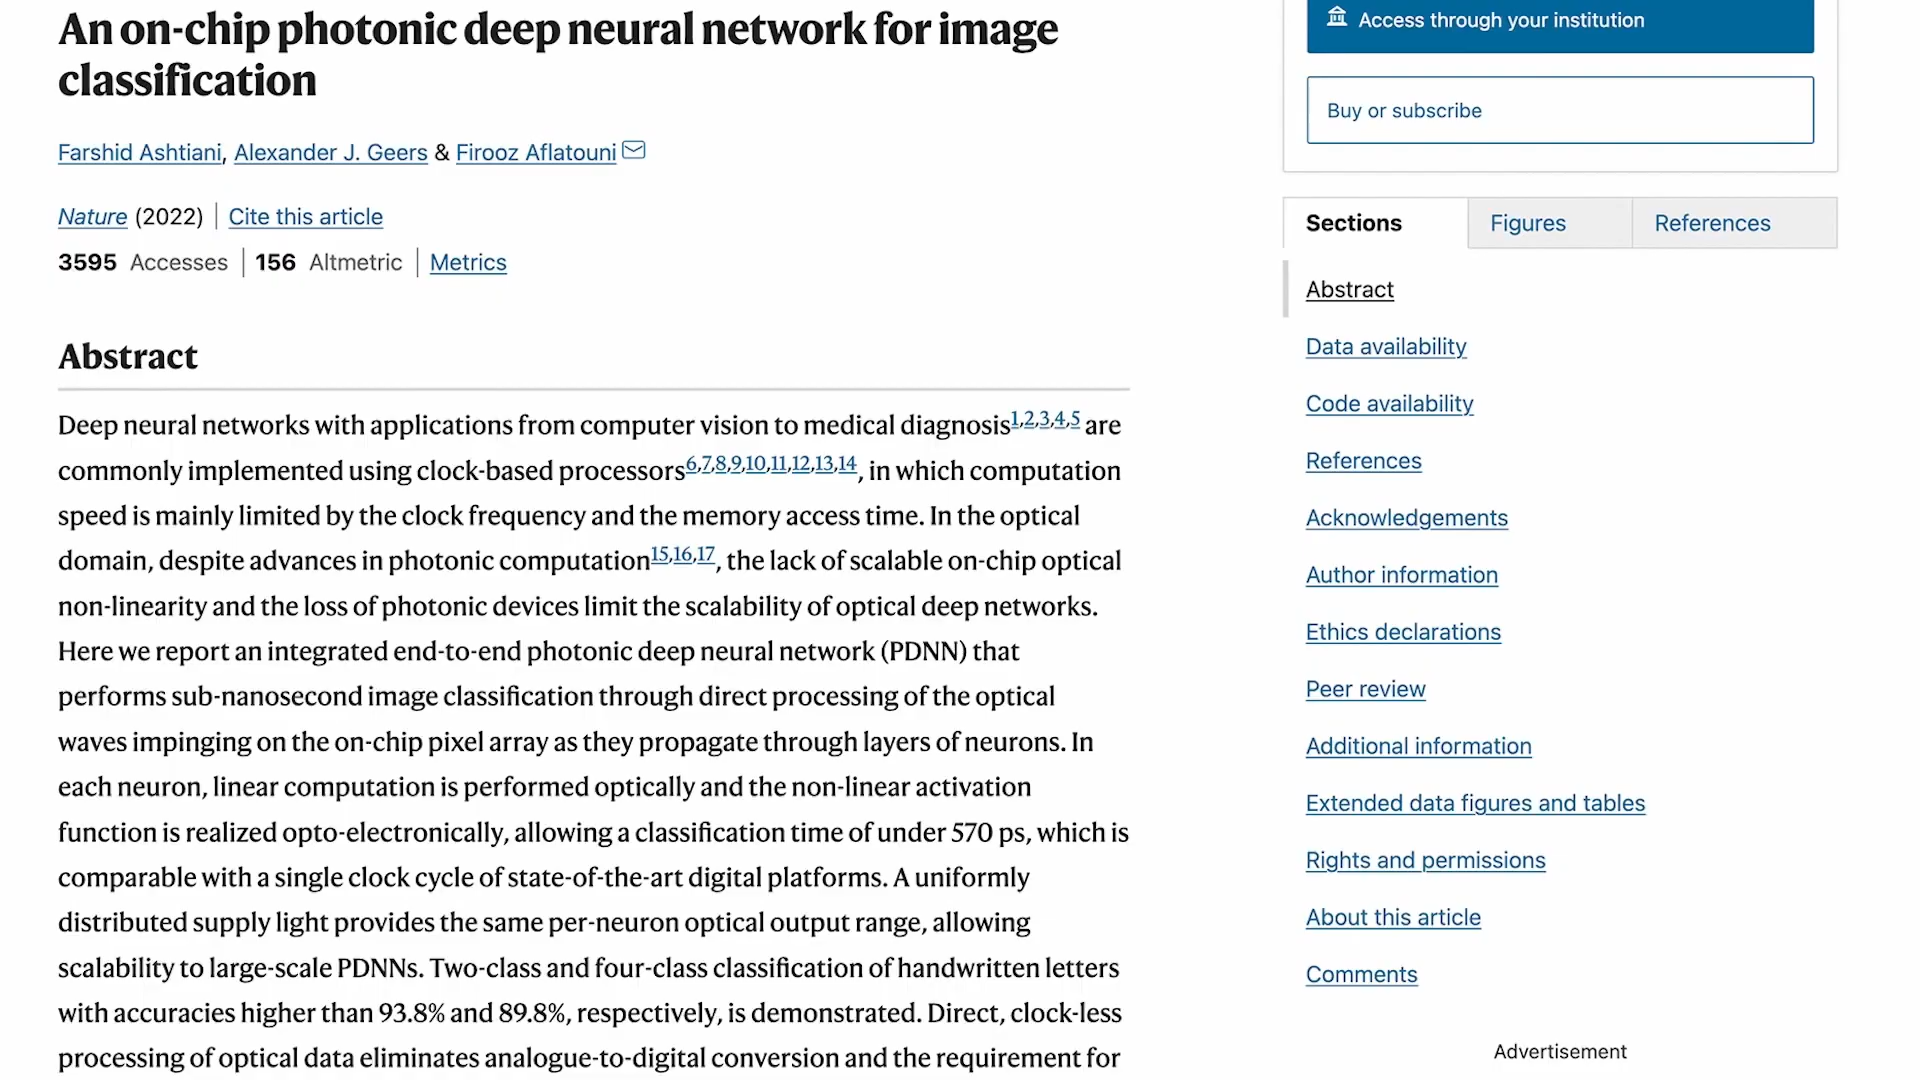 An on-chip photonic deep neural network for image
classification
Farshid Ashtiani, Alexander J. Geers & Firooz Aflatouni
Nature (2022) | Cite this article
3595 Accesses | 156 Altmetric | Metrics
Abstract
Deep neural networks with applications from computer vision to medical diagnosis1,2,3,4,5 are
commonly implemented using clock-based processors6,7,8,9,10,11,12,13,14, in which computation
speed is mainly limited by the clock frequency and the memory access time. In the optical
domain, despite advances in photonic computation15,16,17, the lack of scalable on-chip optical
non-linearity and the loss of photonic devices limit the scalability of optical deep networks.
Here we report an integrated end-to-end photonic deep neural network (PDNN) that
performs sub-nanosecond image classification through direct processing of the optical
waves impinging on the on-chip pixel array as they propagate through layers of neurons. In
each neuron, linear computation is performed optically and the non-linear activation
function is realized opto-electronically, allowing a classification time of under 570 ps, which is
comparable with a single clock cycle of state-of-the-art digital platforms. A uniformly
distributed supply light provides the same per-neuron optical output range, allowing
scalability to large-scale PDNNs. Two-class and four-class classification of handwritten letters
with accuracies higher than 93.8% and 89.8%, respectively, is demonstrated. Direct, clock-less
processing of optical data eliminates analogue-to-digital conversion and the requirement for
Access through your institution
Buy or subscribe
Sections
Figures
References
Abstract
Data availability
Code availability
References
Acknowledgements
Author information
Ethics declarations
Peer review
Additional information
Extended data figures and tables
Rights and permissions
About this article
Comments
Advertisement